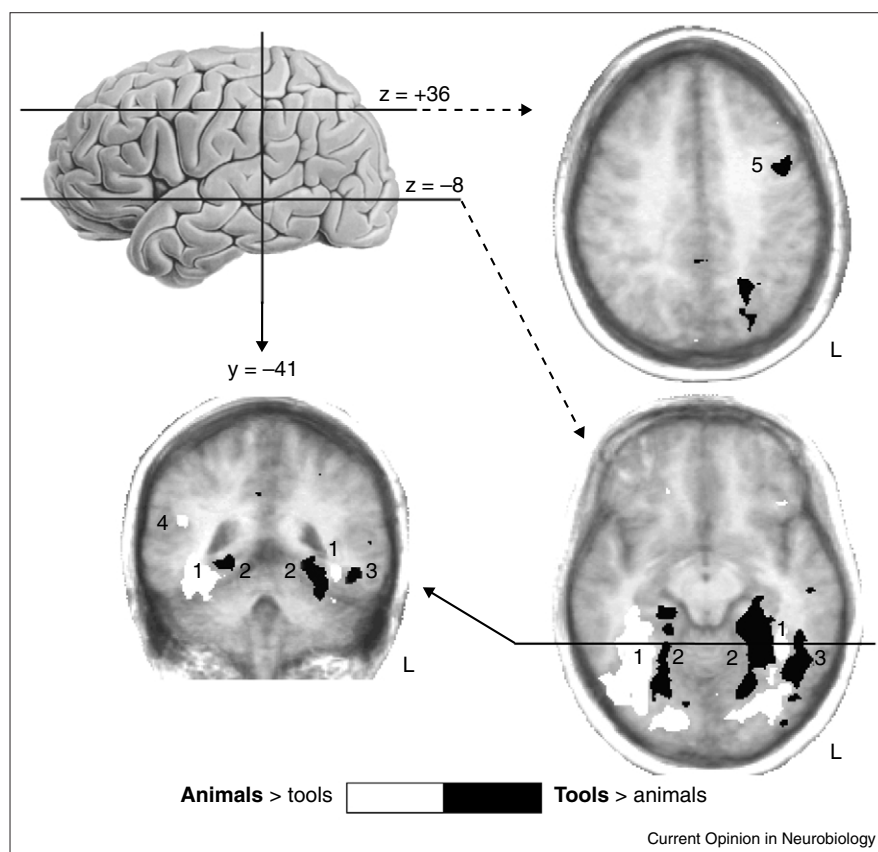 z = +36
z = –8
5
L
y = –41
4
1
1
2
2
3
L
1
1
2
2
3
L
Animals > tools
Tools > animals
Current Opinion in Neurobiology